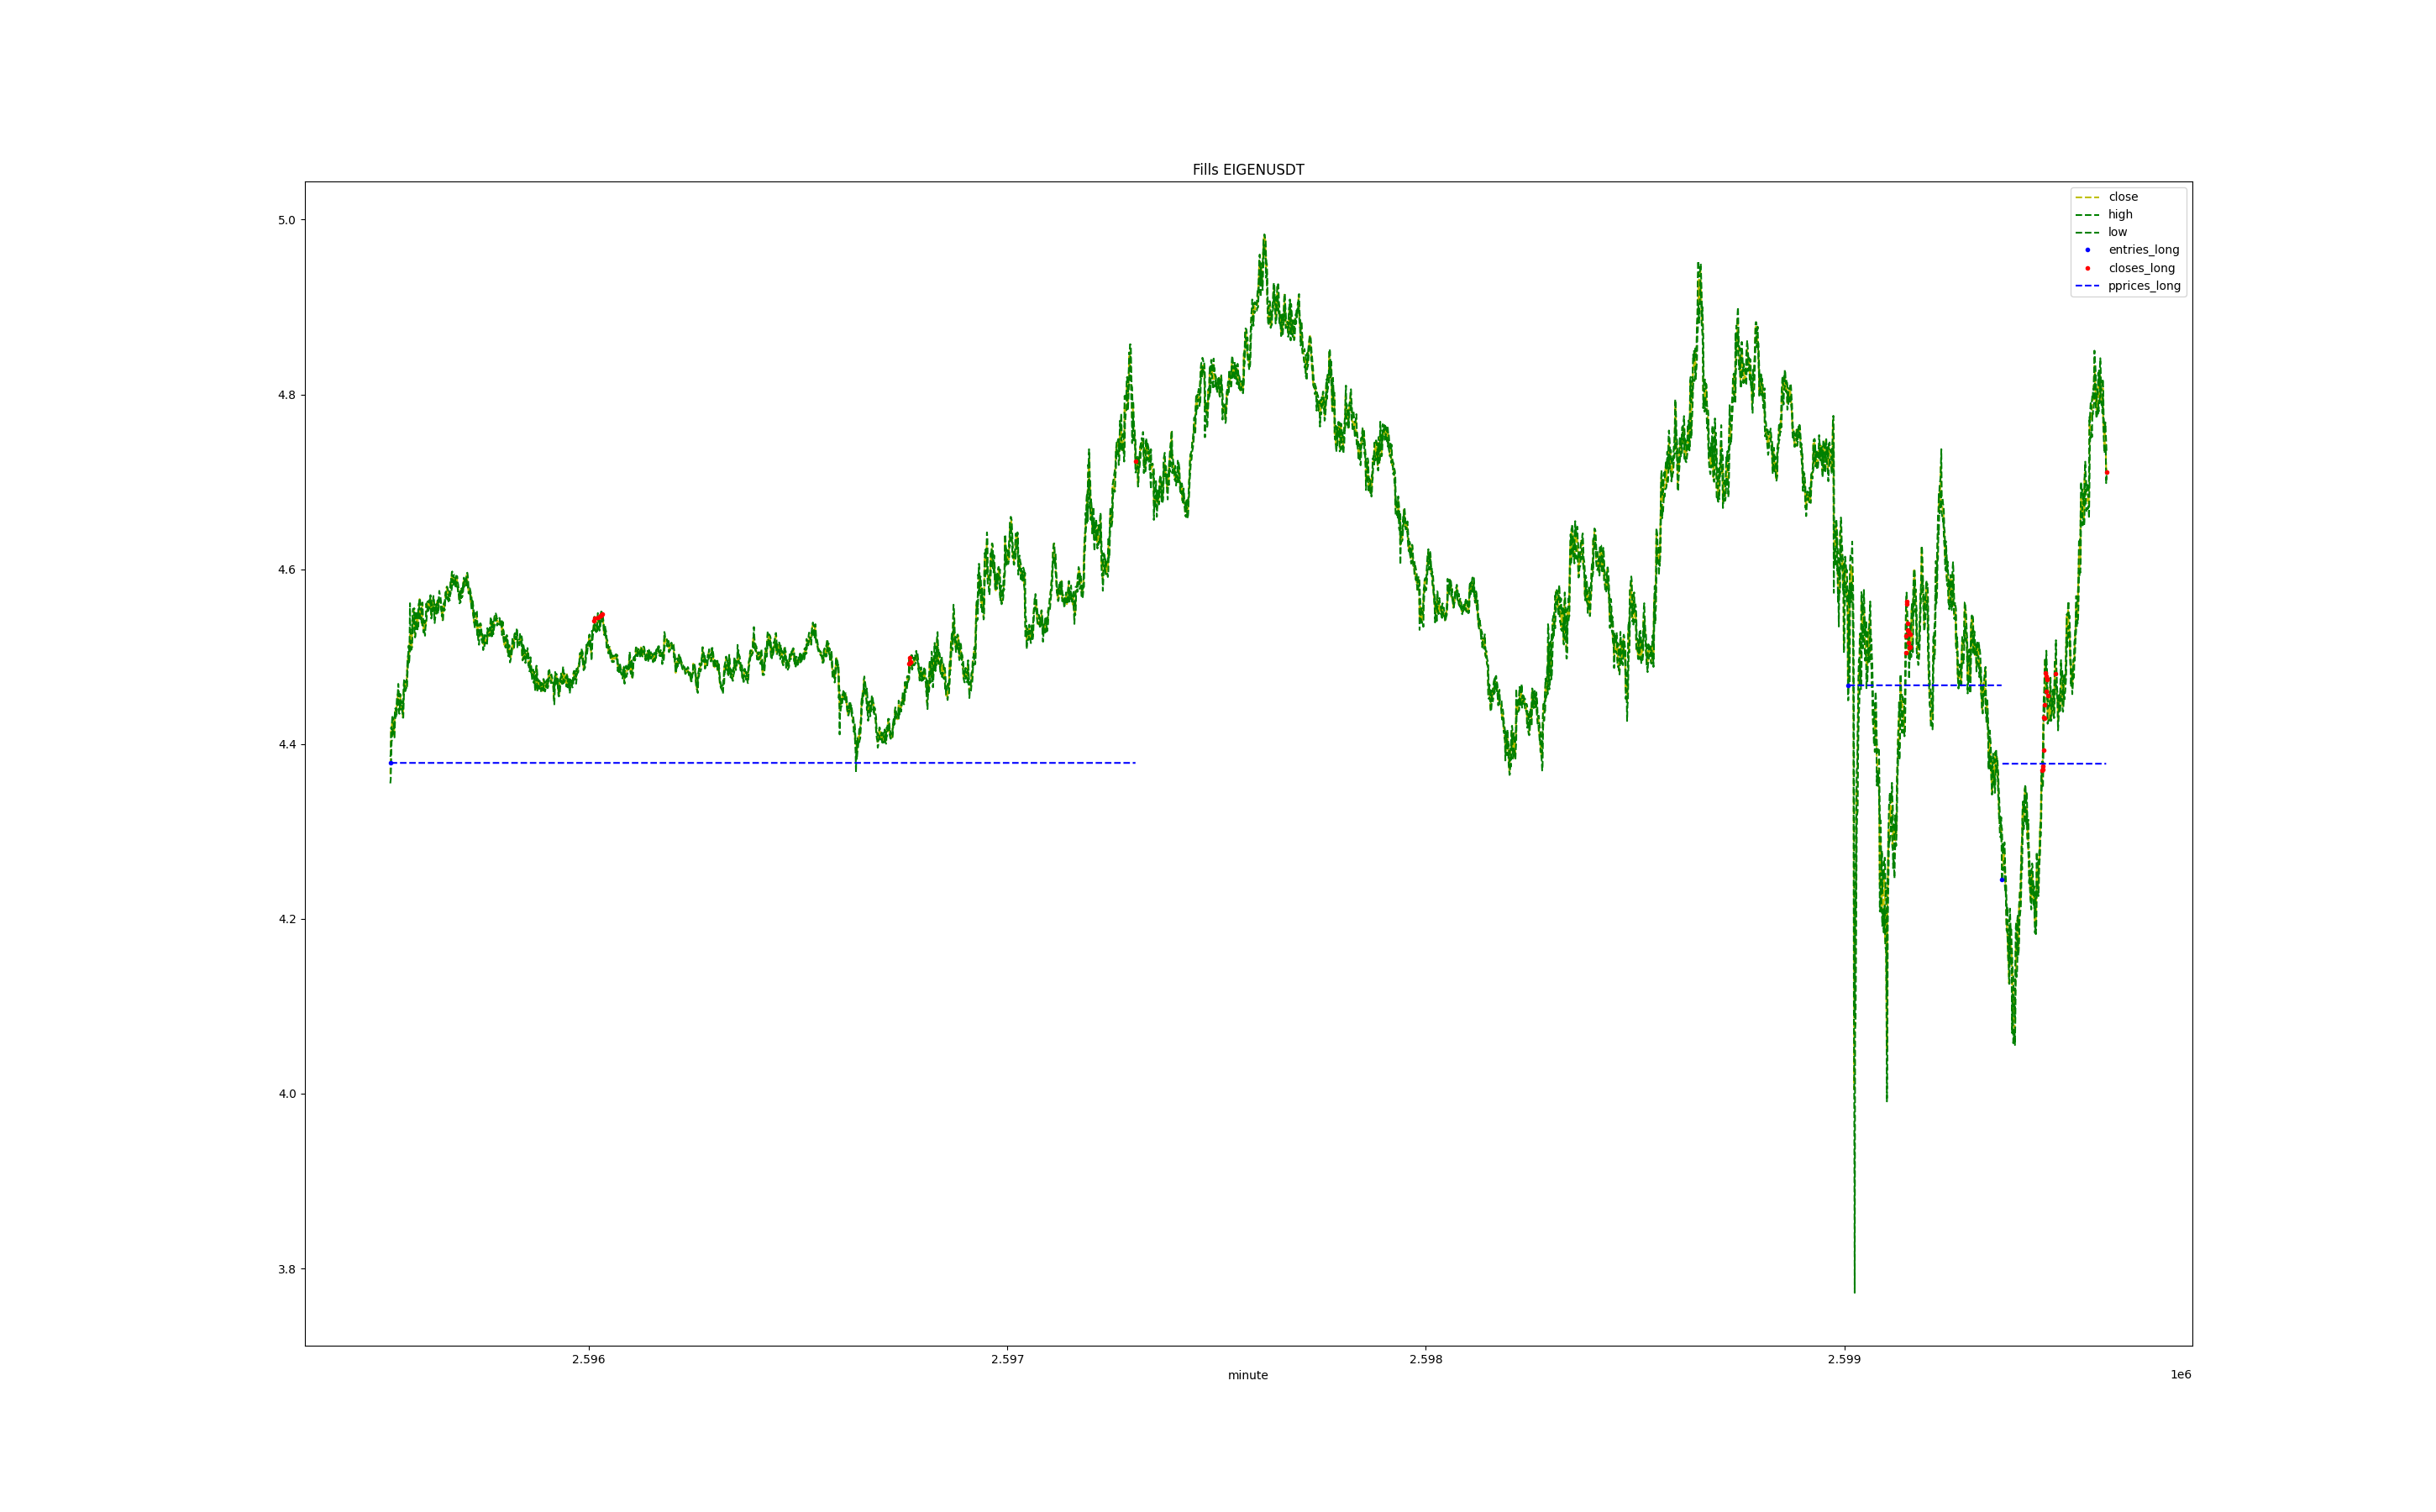 Fills EIGENUSDT
close
high
low
entries_long
closes_long
pprices_long
5.0
4.8
4.6
4.4
4.2
4.0
3.8
2.596
2.597
2.598
2.599
minute
1e6